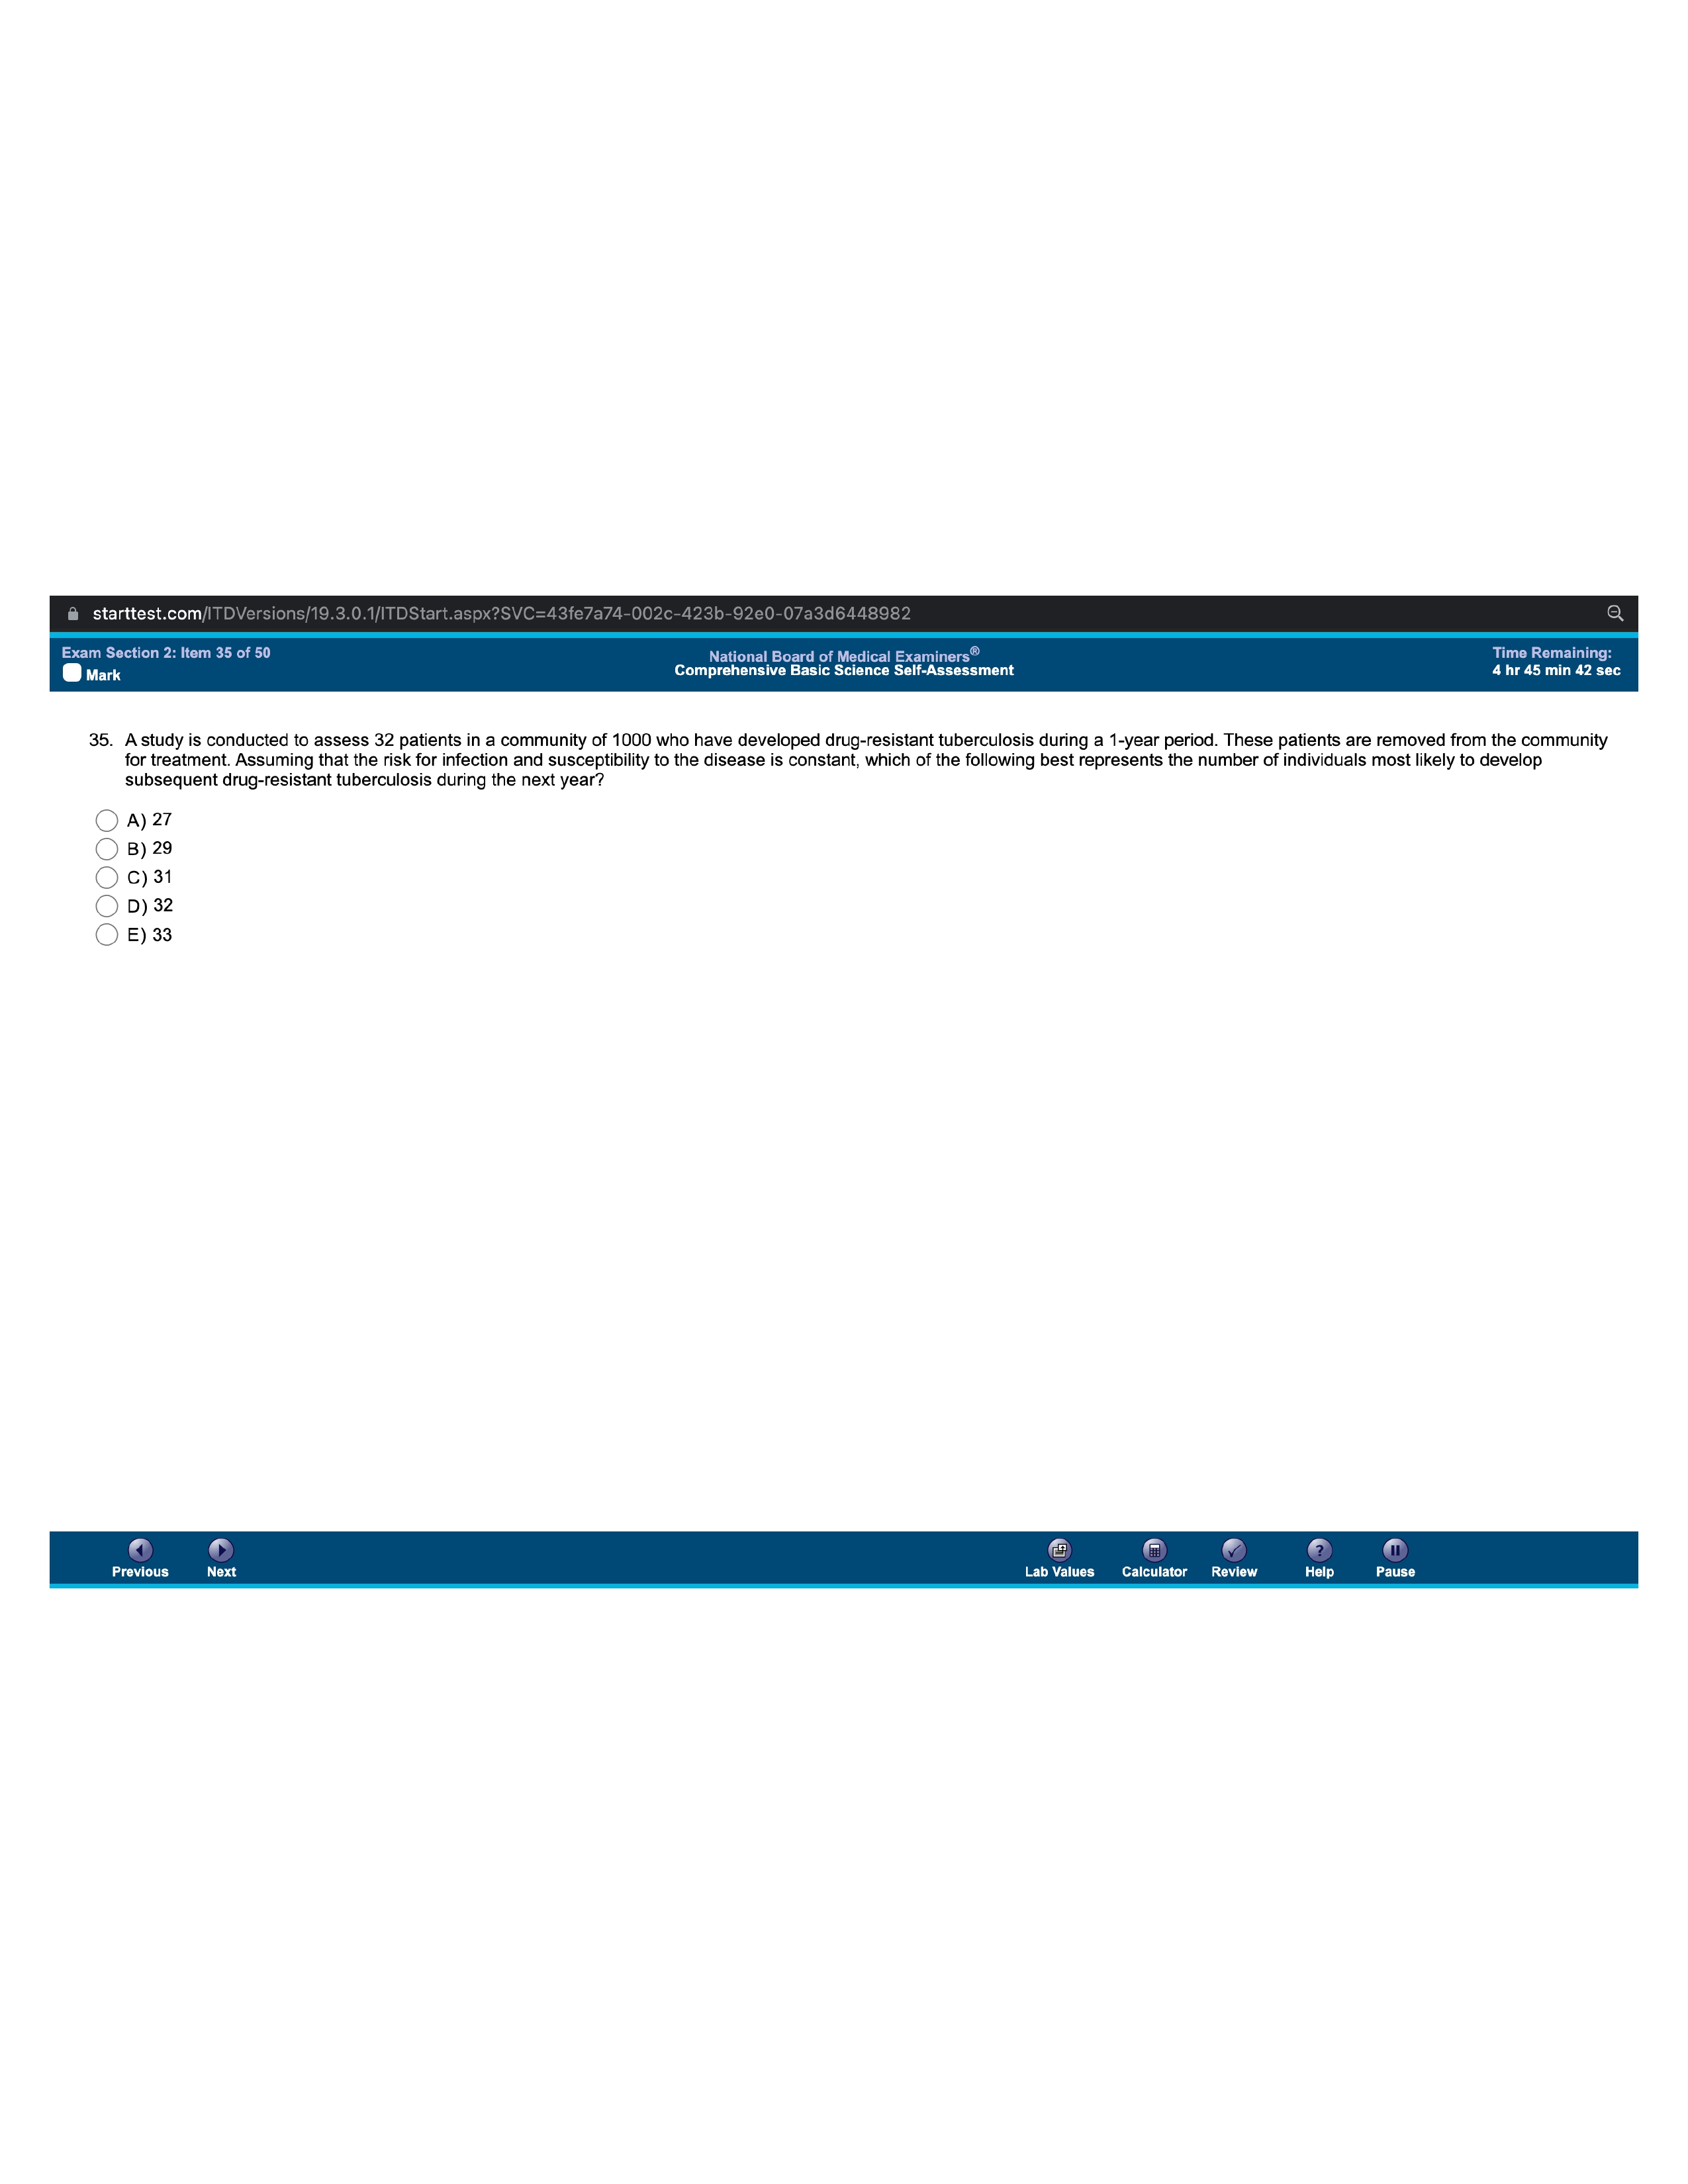 starttest.com/ITDVersions/19.3.0.1/ITDStart.aspx?SVC=43fe7a74-002c-423b-92e0-07a3d6448982
Exam Section 2: Item 35 of 50
National Board of Medical Examiners®
Time Remaining:
Mark
Comprehensive Basic Science Self-Assessment
4 hr 45 min 42 sec
35. A study is conducted to assess 32 patients in a community of 1000 who have developed drug-resistant tuberculosis during a 1-year period. These patients are removed from the community
for treatment. Assuming that the risk for infection and susceptibility to the disease is constant, which of the following best represents the number of individuals most likely to develop
subsequent drug-resistant tuberculosis during the next year?
A) 27
B) 29
C) 31
D) 32
E) 33
Previous Next Lab Values Calculator Review Help Pause